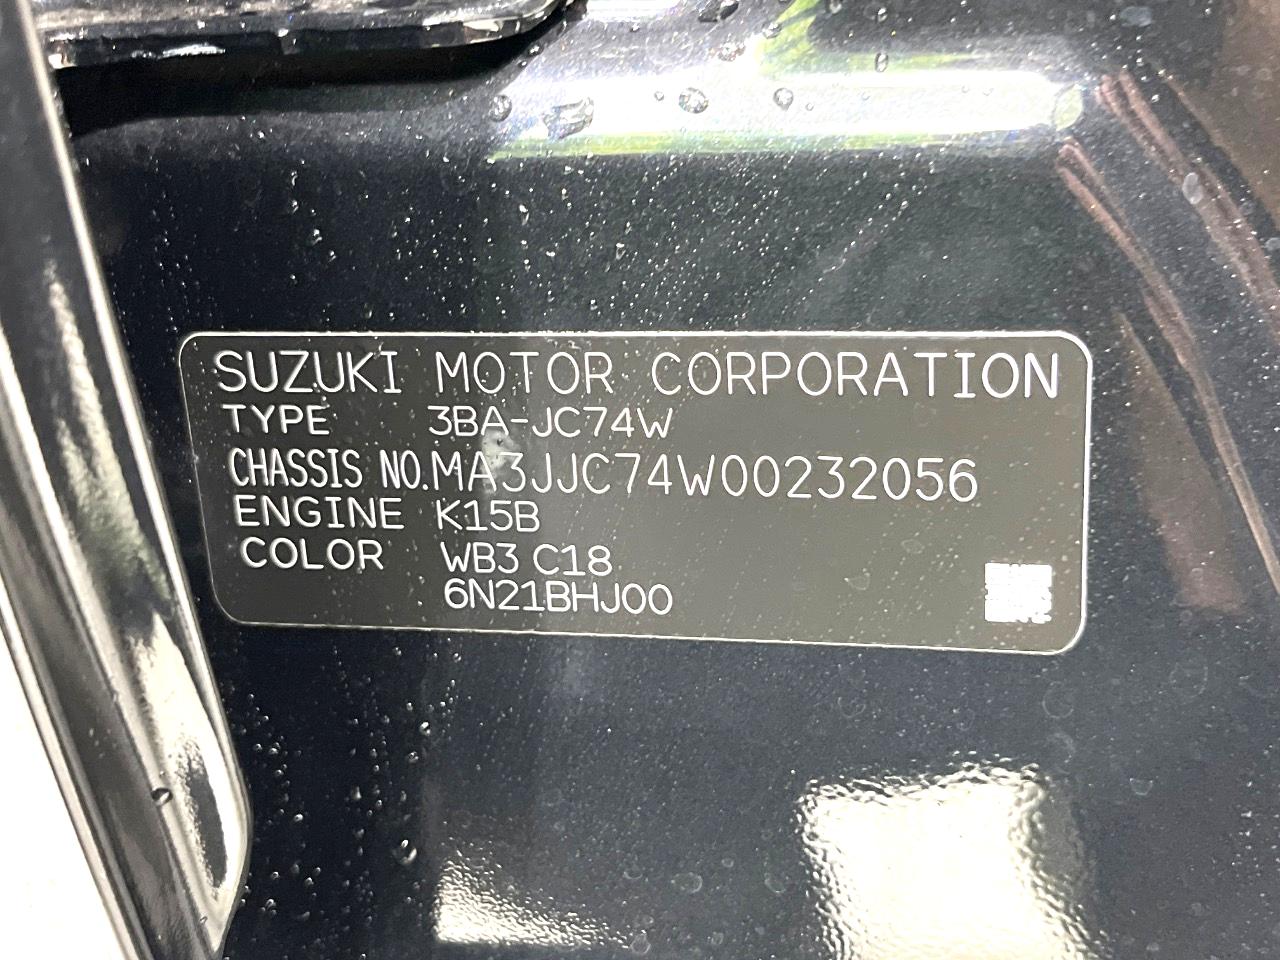 SUZUKI MOTOR CORPORATION
TYPE 3BA-JC74W
CHASSIS NO.MA3JJC74W00232056
ENGINE K15B
COLOR WB3 C18
6N21BHJ00